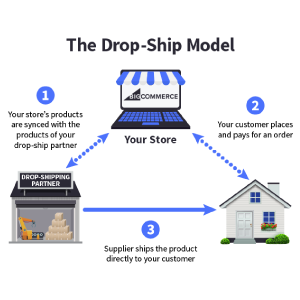 The Drop-Ship Model
BIGCOMMERCE
1
Your store's products
are synced with the
products of your
drop-ship partner
Your Store
2
Your customer places
and pays for an order
DROP-SHIPPING
PARTNER
3
Supplier ships the product
directly to your customer